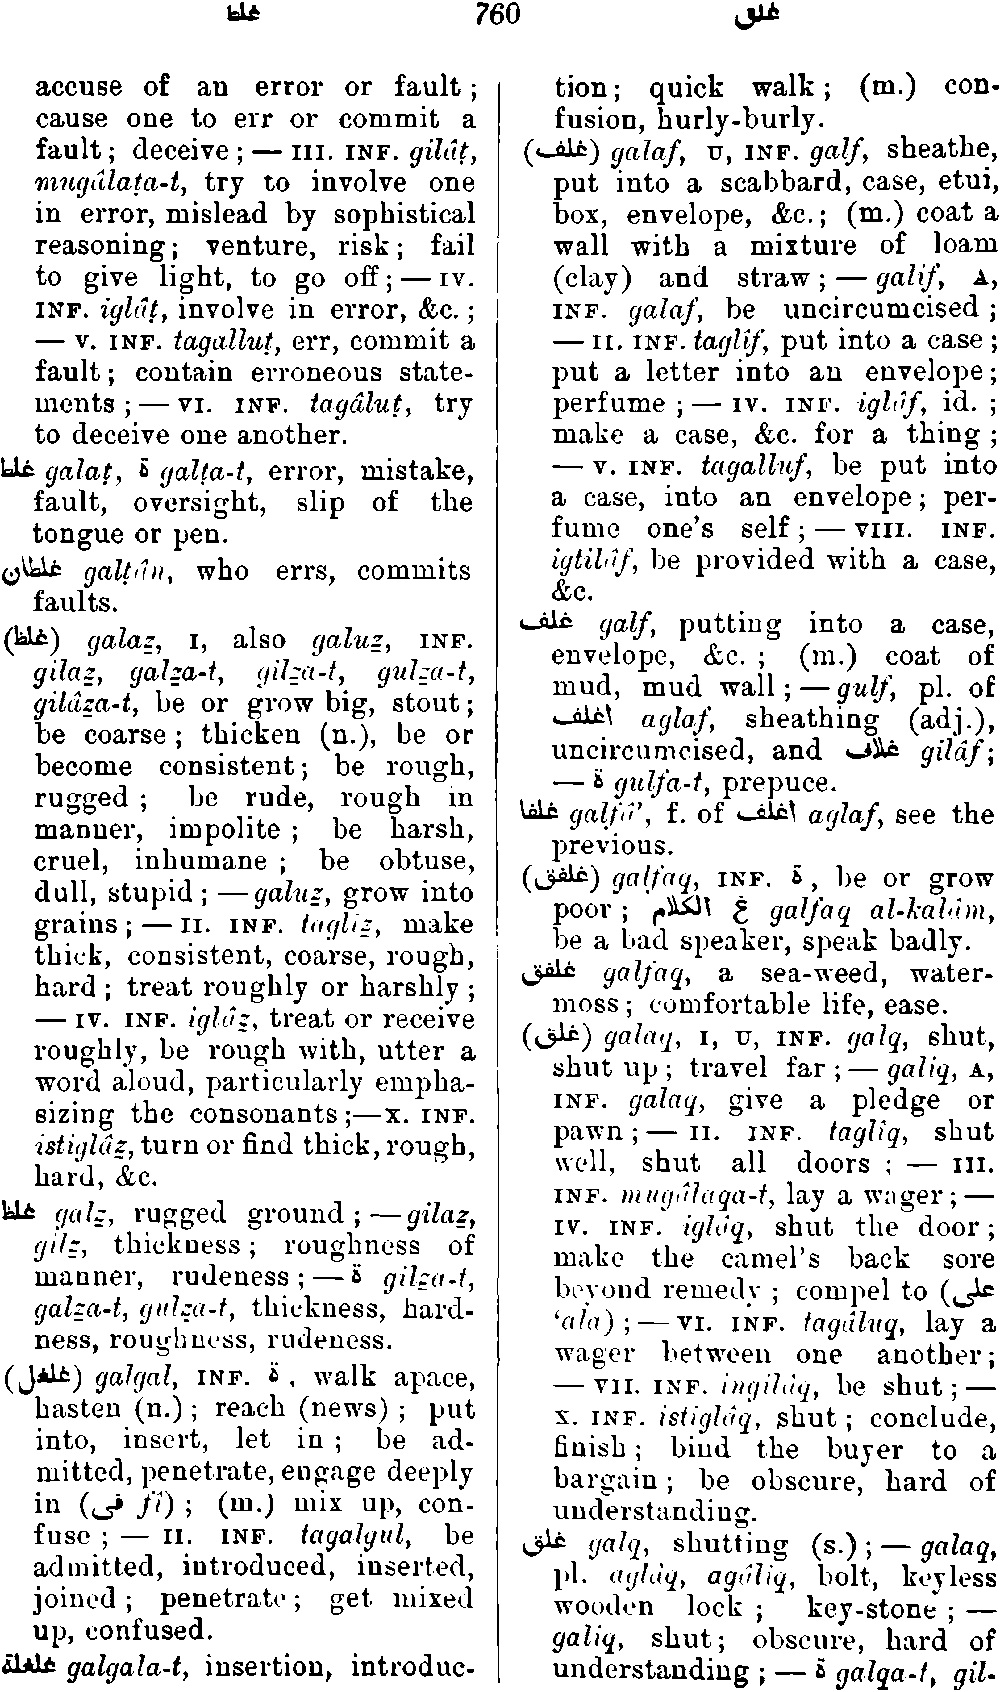 غلط 760 غلق
accuse of an error or fault;
cause one to err or commit a
fault; deceive; — III. INF. gilâṭ,
mugâlaṭa-t, try to involve one
in error, mislead by sophistical
reasoning; venture, risk; fail
to give light, to go off; — IV.
INF. iglâṭ, involve in error, &c.;
— V. INF. tagalluṭ, err, commit a
fault; contain erroneous state-
ments; — VI. INF. tagâluṭ, try
to deceive one another.
غلط galaṭ, ة galṭa-t, error, mistake,
fault, oversight, slip of the
tongue or pen.
غلطان galṭân, who errs, commits
faults.
(غلظ) galaẓ, I, also galuẓ, INF.
gilaẓ, galẓa-t, gilẓa-t, gulẓa-t,
gilâẓa-t, be or grow big, stout;
be coarse; thicken (n.), be or
become consistent; be rough,
rugged; be rude, rough in
manner, impolite; be harsh,
cruel, inhumane; be obtuse,
dull, stupid; — galuẓ, grow into
grains; — II. INF. taglîẓ, make
thick, consistent, coarse, rough,
hard; treat roughly or harshly;
— IV. INF. iglâẓ, treat or receive
roughly, be rough with, utter a
word aloud, particularly empha-
sizing the consonants;—X. INF.
istiglâẓ, turn or find thick, rough,
hard, &c.
غلظ galẓ, rugged ground; — gilaẓ,
gilẓ, thickness; roughness of
manner, rudeness; — ة gilẓa-t,
galẓa-t, gulẓa-t, thickness, hard-
ness, roughness, rudeness.
(غلغل) galgal, INF. ة, walk apace,
hasten (n.); reach (news); put
into, insert, let in; be ad-
mitted, penetrate, engage deeply
in (فى fî); (m.) mix up, con-
fuse; — II. INF. tagalgul, be
admitted, introduced, inserted,
joined; penetrate; get mixed
up, confused.
غلغلة galgala-t, insertion, introduc-
tion; quick walk; (m.) con-
fusion, hurly-burly.
(غلف) galaf, U, INF. galf, sheathe,
put into a scabbard, case, etui,
box, envelope, &c.; (m.) coat a
wall with a mixture of loam
(clay) and straw; — galif, A,
INF. galaf, be uncircumcised;
— II. INF. taglîf, put into a case;
put a letter into an envelope;
perfume; — IV. INF. iglâf, id.;
make a case, &c. for a thing;
— V. INF. tagalluf, be put into
a case, into an envelope; per-
fume one's self; — VIII. INF.
igtilâf, be provided with a case,
&c.
غلف galf, putting into a case,
envelope, &c.; (m.) coat of
mud, mud wall; — gulf, pl. of
اغلف aglaf, sheathing (adj.),
uncircumcised, and غلاف gilâf;
— ة gulfa-t, prepuce.
غلفا galfâ', f. of اغلف aglaf, see the
previous.
(غلفق) galfaq, INF. ة, be or grow
poor; غ الكلام galfaq al-kalâm,
be a bad speaker, speak badly.
غلفق galfaq, a sea-weed, water-
moss; comfortable life, ease.
(غلق) galaq, I, U, INF. galq, shut,
shut up; travel far; — galiq, A,
INF. galaq, give a pledge or
pawn; — II. INF. taglîq, shut
well, shut all doors; — III.
INF. mugâlaqa-t, lay a wager; —
IV. INF. iglâq, shut the door;
make the camel's back sore
beyond remedy; compel to (على
'ala); — VI. INF. tagâluq, lay a
wager between one another;
— VII. INF. ingilâq, be shut; —
X. INF. istiglâq, shut; conclude,
finish; bind the buyer to a
bargain; be obscure, hard of
understanding.
غلق galq, shutting (s.); — galaq,
pl. aglâq, agâlîq, bolt, keyless
wooden lock; key-stone; —
galiq, shut; obscure, hard of
understanding; — ة galqa-t, gil-